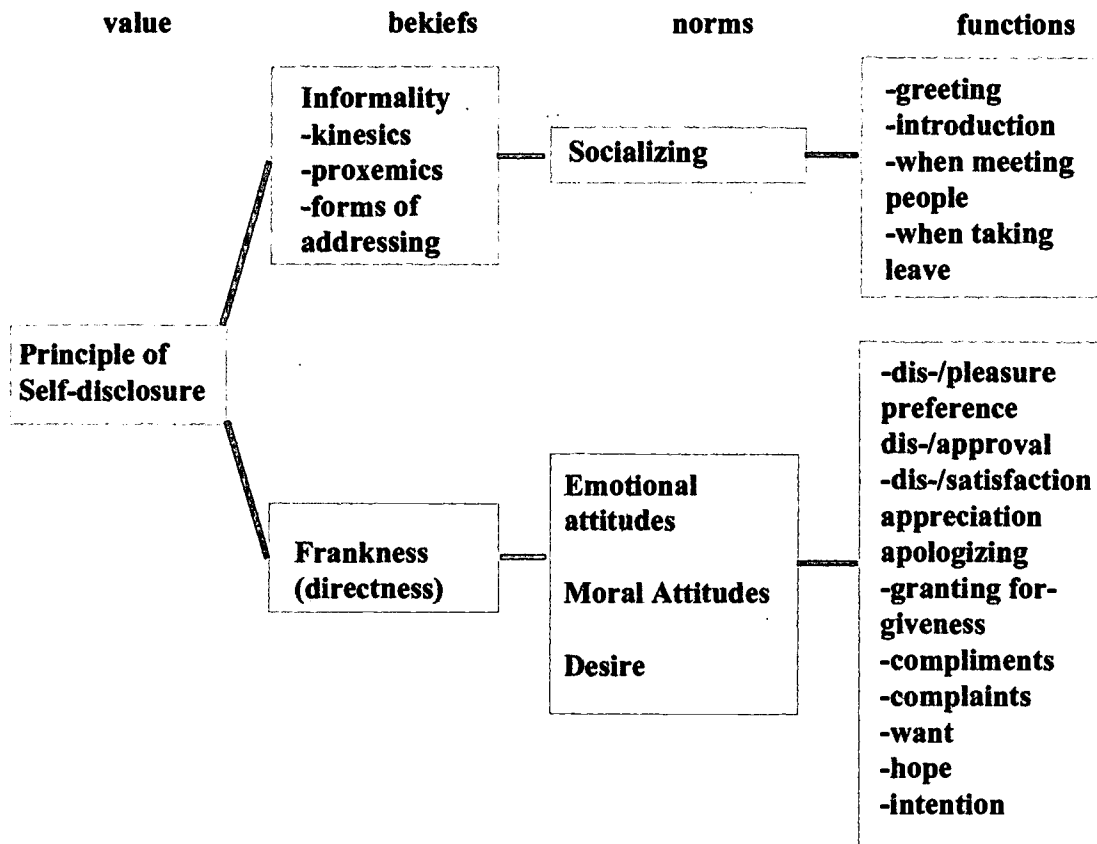 value bekiefs norms functions
Informality
-kinesics
-proxemics
-forms of
addressing
Socializing
-greeting
-introduction
-when meeting
people
-when taking
leave
Principle of
Self-disclosure
Frankness
(directness)
Emotional
attitudes
Moral Attitudes
Desire
-dis-/pleasure
preference
dis-/approval
-dis-/satisfaction
appreciation
apologizing
-granting for-
giveness
-compliments
-complaints
-want
-hope
-intention